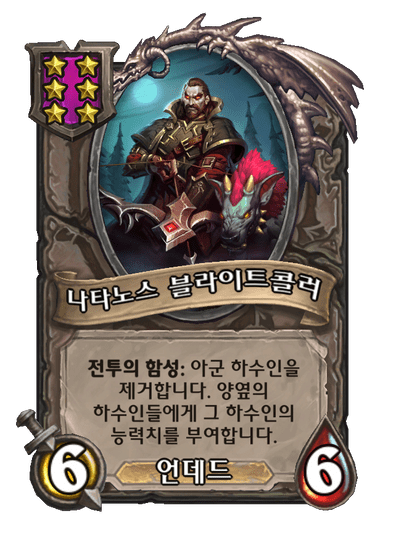 나타노스 블라이트콜러
전투의 함성: 아군 하수인을
제거합니다. 양옆의
하수인들에게 그 하수인의
능력치를 부여합니다.
6
언데드
6